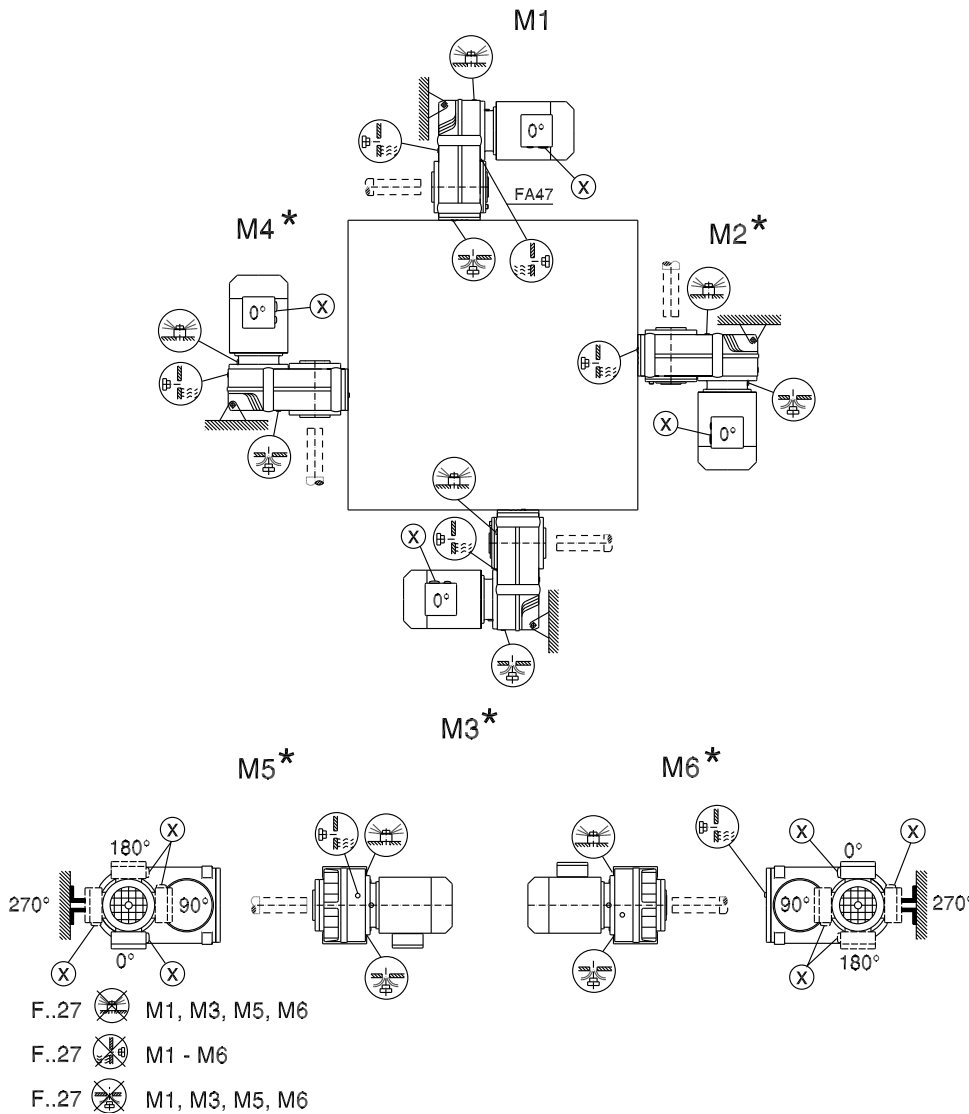 M1
0°
X
FA47
M4*
M2*
0°
X
X
0°
X
0°
M3*
M5*
M6*
X
180°
270°
90°
0°
X
X
X
X
0°
90°
270°
180°
X
F..27 M1, M3, M5, M6
F..27 M1 - M6
F..27 M1, M3, M5, M6